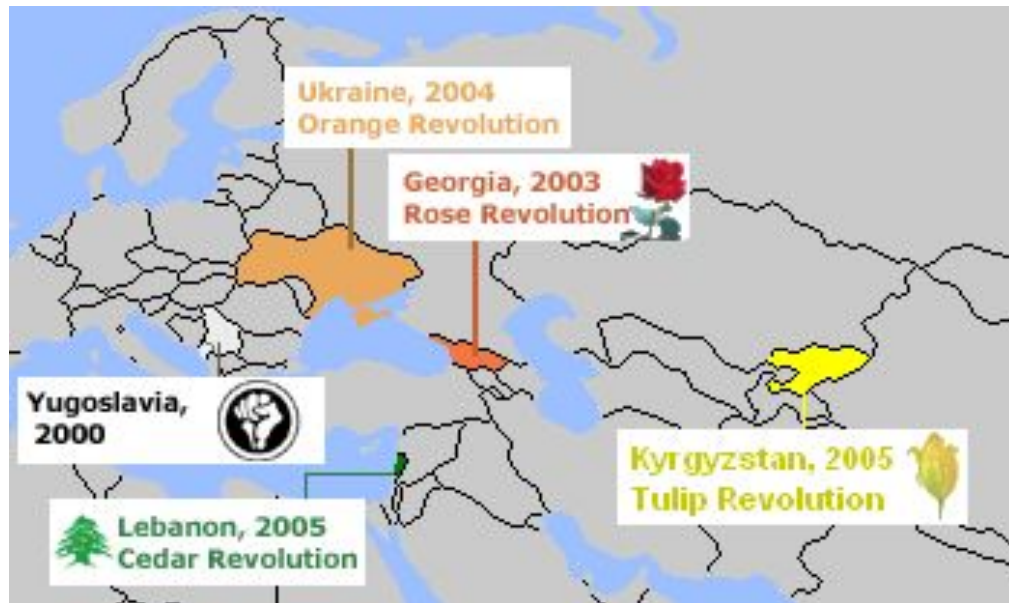 Ukraine, 2004
Orange Revolution
Georgia, 2003
Rose Revolution
Yugoslavia,
2000
Kyrgyzstan, 2005
Tulip Revolution
Lebanon, 2005
Cedar Revolution